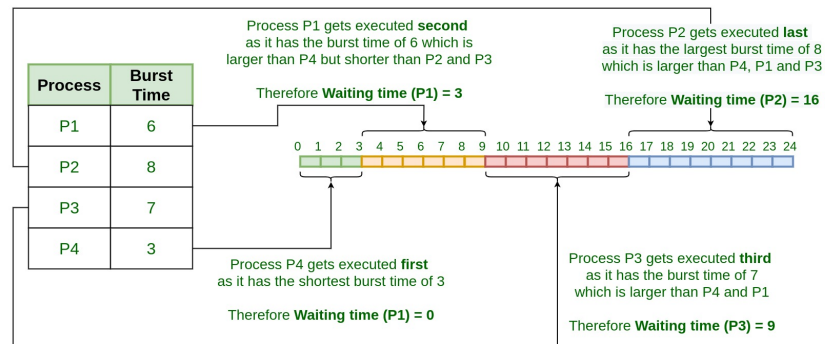 Process P1 gets executed second
as it has the burst time of 6 which is
larger than P4 but shorter than P2 and P3
Therefore Waiting time (P1) = 3
Process P2 gets executed last
as it has the largest burst time of 8
which is larger than P4, P1 and P3
Therefore Waiting time (P2) = 16
Process Burst Time
P1 6
P2 8
P3 7
P4 3
0 1 2 3 4 5 6 7 8 9 10 11 12 13 14 15 16 17 18 19 20 21 22 23 24
Process P4 gets executed first
as it has the shortest burst time of 3
Therefore Waiting time (P1) = 0
Process P3 gets executed third
as it has the burst time of 7
which is larger than P4 and P1
Therefore Waiting time (P3) = 9